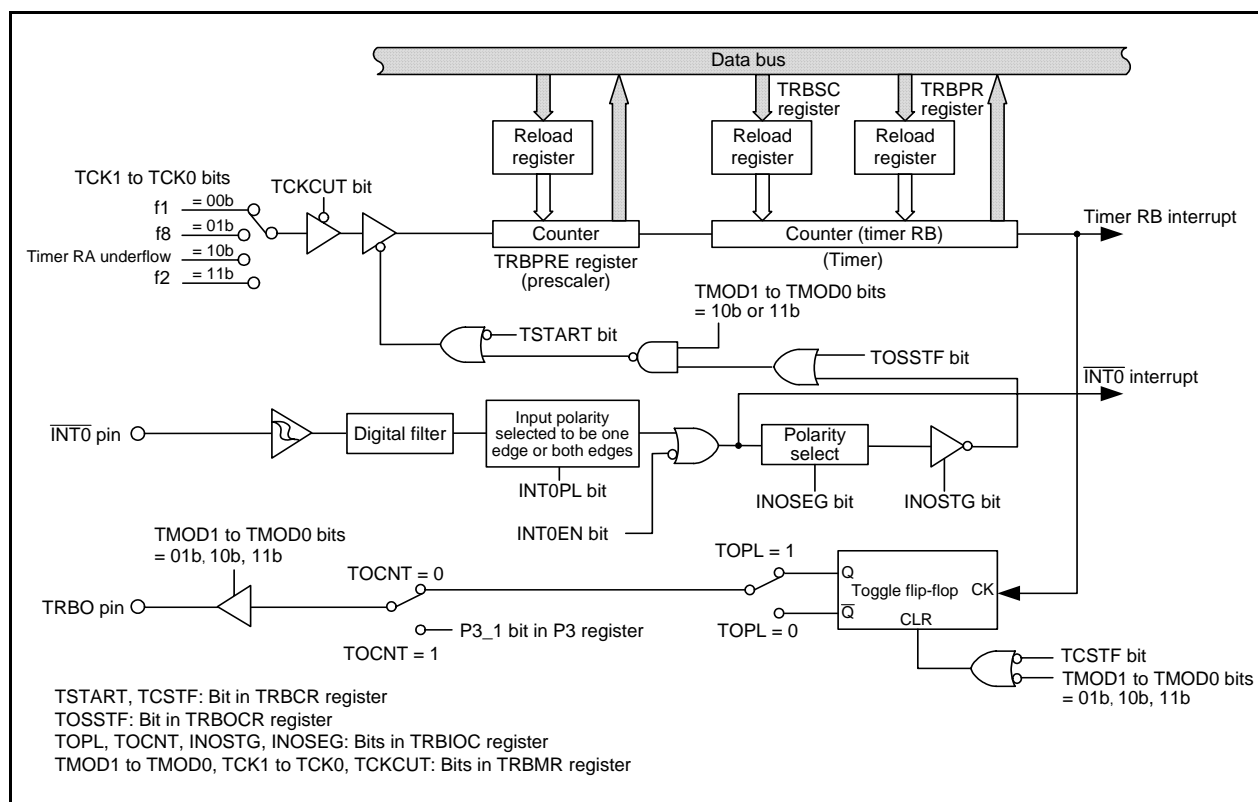 Data bus
TRBSC
register
TRBPR
register
Reload
register
Reload
register
Reload
register
TCK1 to TCK0 bits
TCKCUT bit
f1
= 00b
f8
= 01b
Timer RA underflow
= 10b
f2
= 11b
Counter
TRBPRE register
(prescaler)
Counter (timer RB)
(Timer)
Timer RB interrupt
TMOD1 to TMOD0 bits
= 10b or 11b
TSTART bit
TOSSTF bit
INT0 interrupt
INT0 pin
Digital filter
Input polarity
selected to be one
edge or both edges
Polarity
select
INT0PL bit
INOSEG bit
INOSTG bit
INT0EN bit
TMOD1 to TMOD0 bits
= 01b, 10b, 11b
TOPL = 1
TOCNT = 0
Q
Toggle flip-flop
CK
TRBO pin
Q
CLR
P3_1 bit in P3 register
TOPL = 0
TOCNT = 1
TCSTF bit
TMOD1 to TMOD0 bits
= 01b, 10b, 11b
TSTART, TCSTF: Bit in TRBCR register
TOSSTF: Bit in TRBOCR register
TOPL, TOCNT, INOSTG, INOSEG: Bits in TRBIOC register
TMOD1 to TMOD0, TCK1 to TCK0, TCKCUT: Bits in TRBMR register